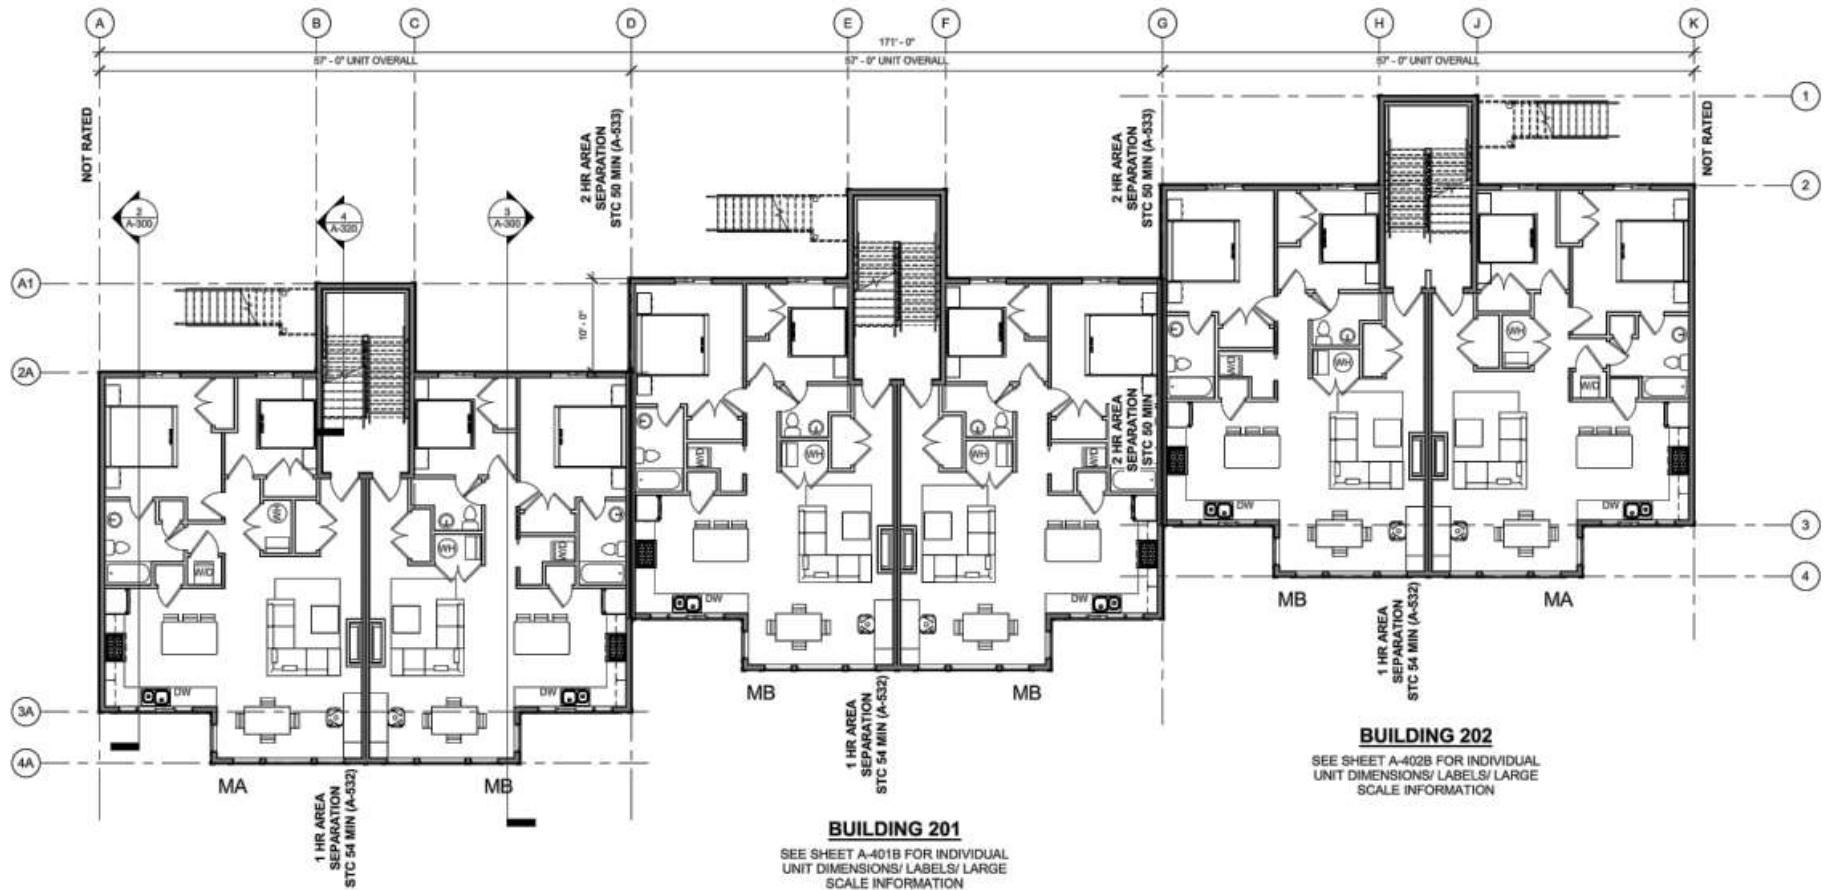 A
B
C
D
E
F
G
H
J
K
171' - 0"
57' - 0" UNIT OVERALL
57' - 0" UNIT OVERALL
57' - 0" UNIT OVERALL
1
2
3
4
A1
2A
3A
4A
NOT RATED
2 HR AREA
SEPARATION
STC 50 MIN (A-533)
2 HR AREA
SEPARATION
STC 50 MIN (A-533)
NOT RATED
2
A-300
4
A-320
3
A-300
10' - 0"
2 HR AREA
SEPARATION
STC 50 MIN
WH
WH
W/D
W/D
DW
DW
WH
WH
W/D
W/D
DW
DW
WH
WH
W/D
W/D
DW
DW
MA
MB
1 HR AREA
SEPARATION
STC 54 MIN (A-532)
MB
MB
1 HR AREA
SEPARATION
STC 54 MIN (A-532)
MB
MA
1 HR AREA
SEPARATION
STC 54 MIN (A-532)
BUILDING 201
SEE SHEET A-401B FOR INDIVIDUAL
UNIT DIMENSIONS/ LABELS/ LARGE
SCALE INFORMATION
BUILDING 202
SEE SHEET A-402B FOR INDIVIDUAL
UNIT DIMENSIONS/ LABELS/ LARGE
SCALE INFORMATION